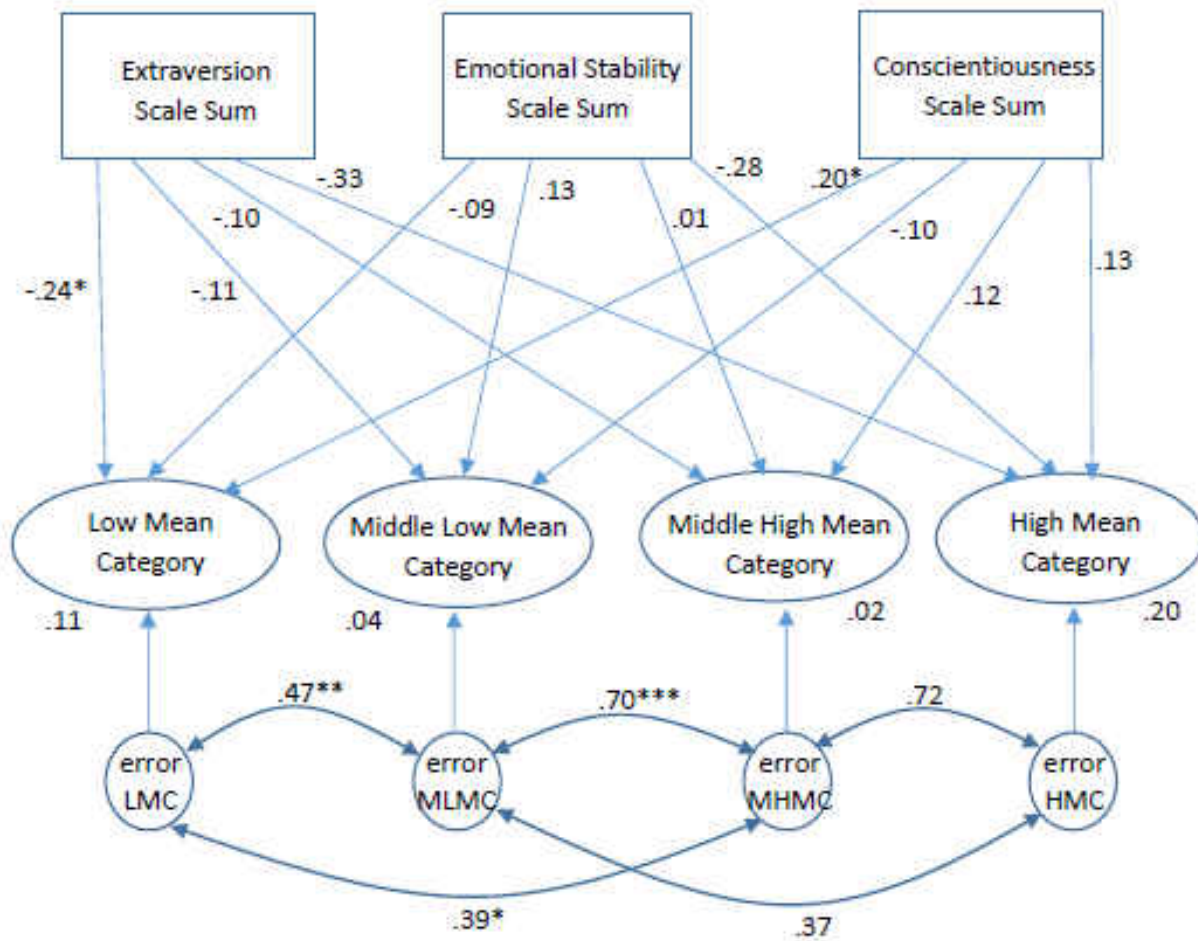 Extraversion
Scale Sum
Emotional Stability
Scale Sum
Conscientiousness
Scale Sum
-.33
-.10
-.24*
-.11
-.09
.13
.01
-.28
.20*
-.10
.12
.13
Low Mean
Category
Middle Low Mean
Category
Middle High Mean
Category
High Mean
Category
.11
.04
.02
.20
.47**
.70***
.72
error
LMC
error
MLMC
error
MHMC
error
HMC
.39*
.37